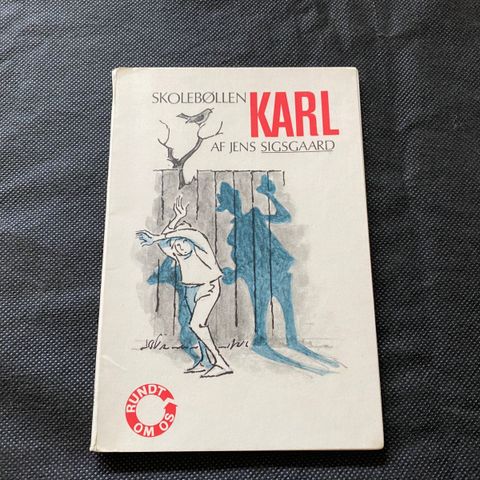 SKOLEBØLLEN KARL
AF JENS SIGSGAARD
RUNDT
OM OS